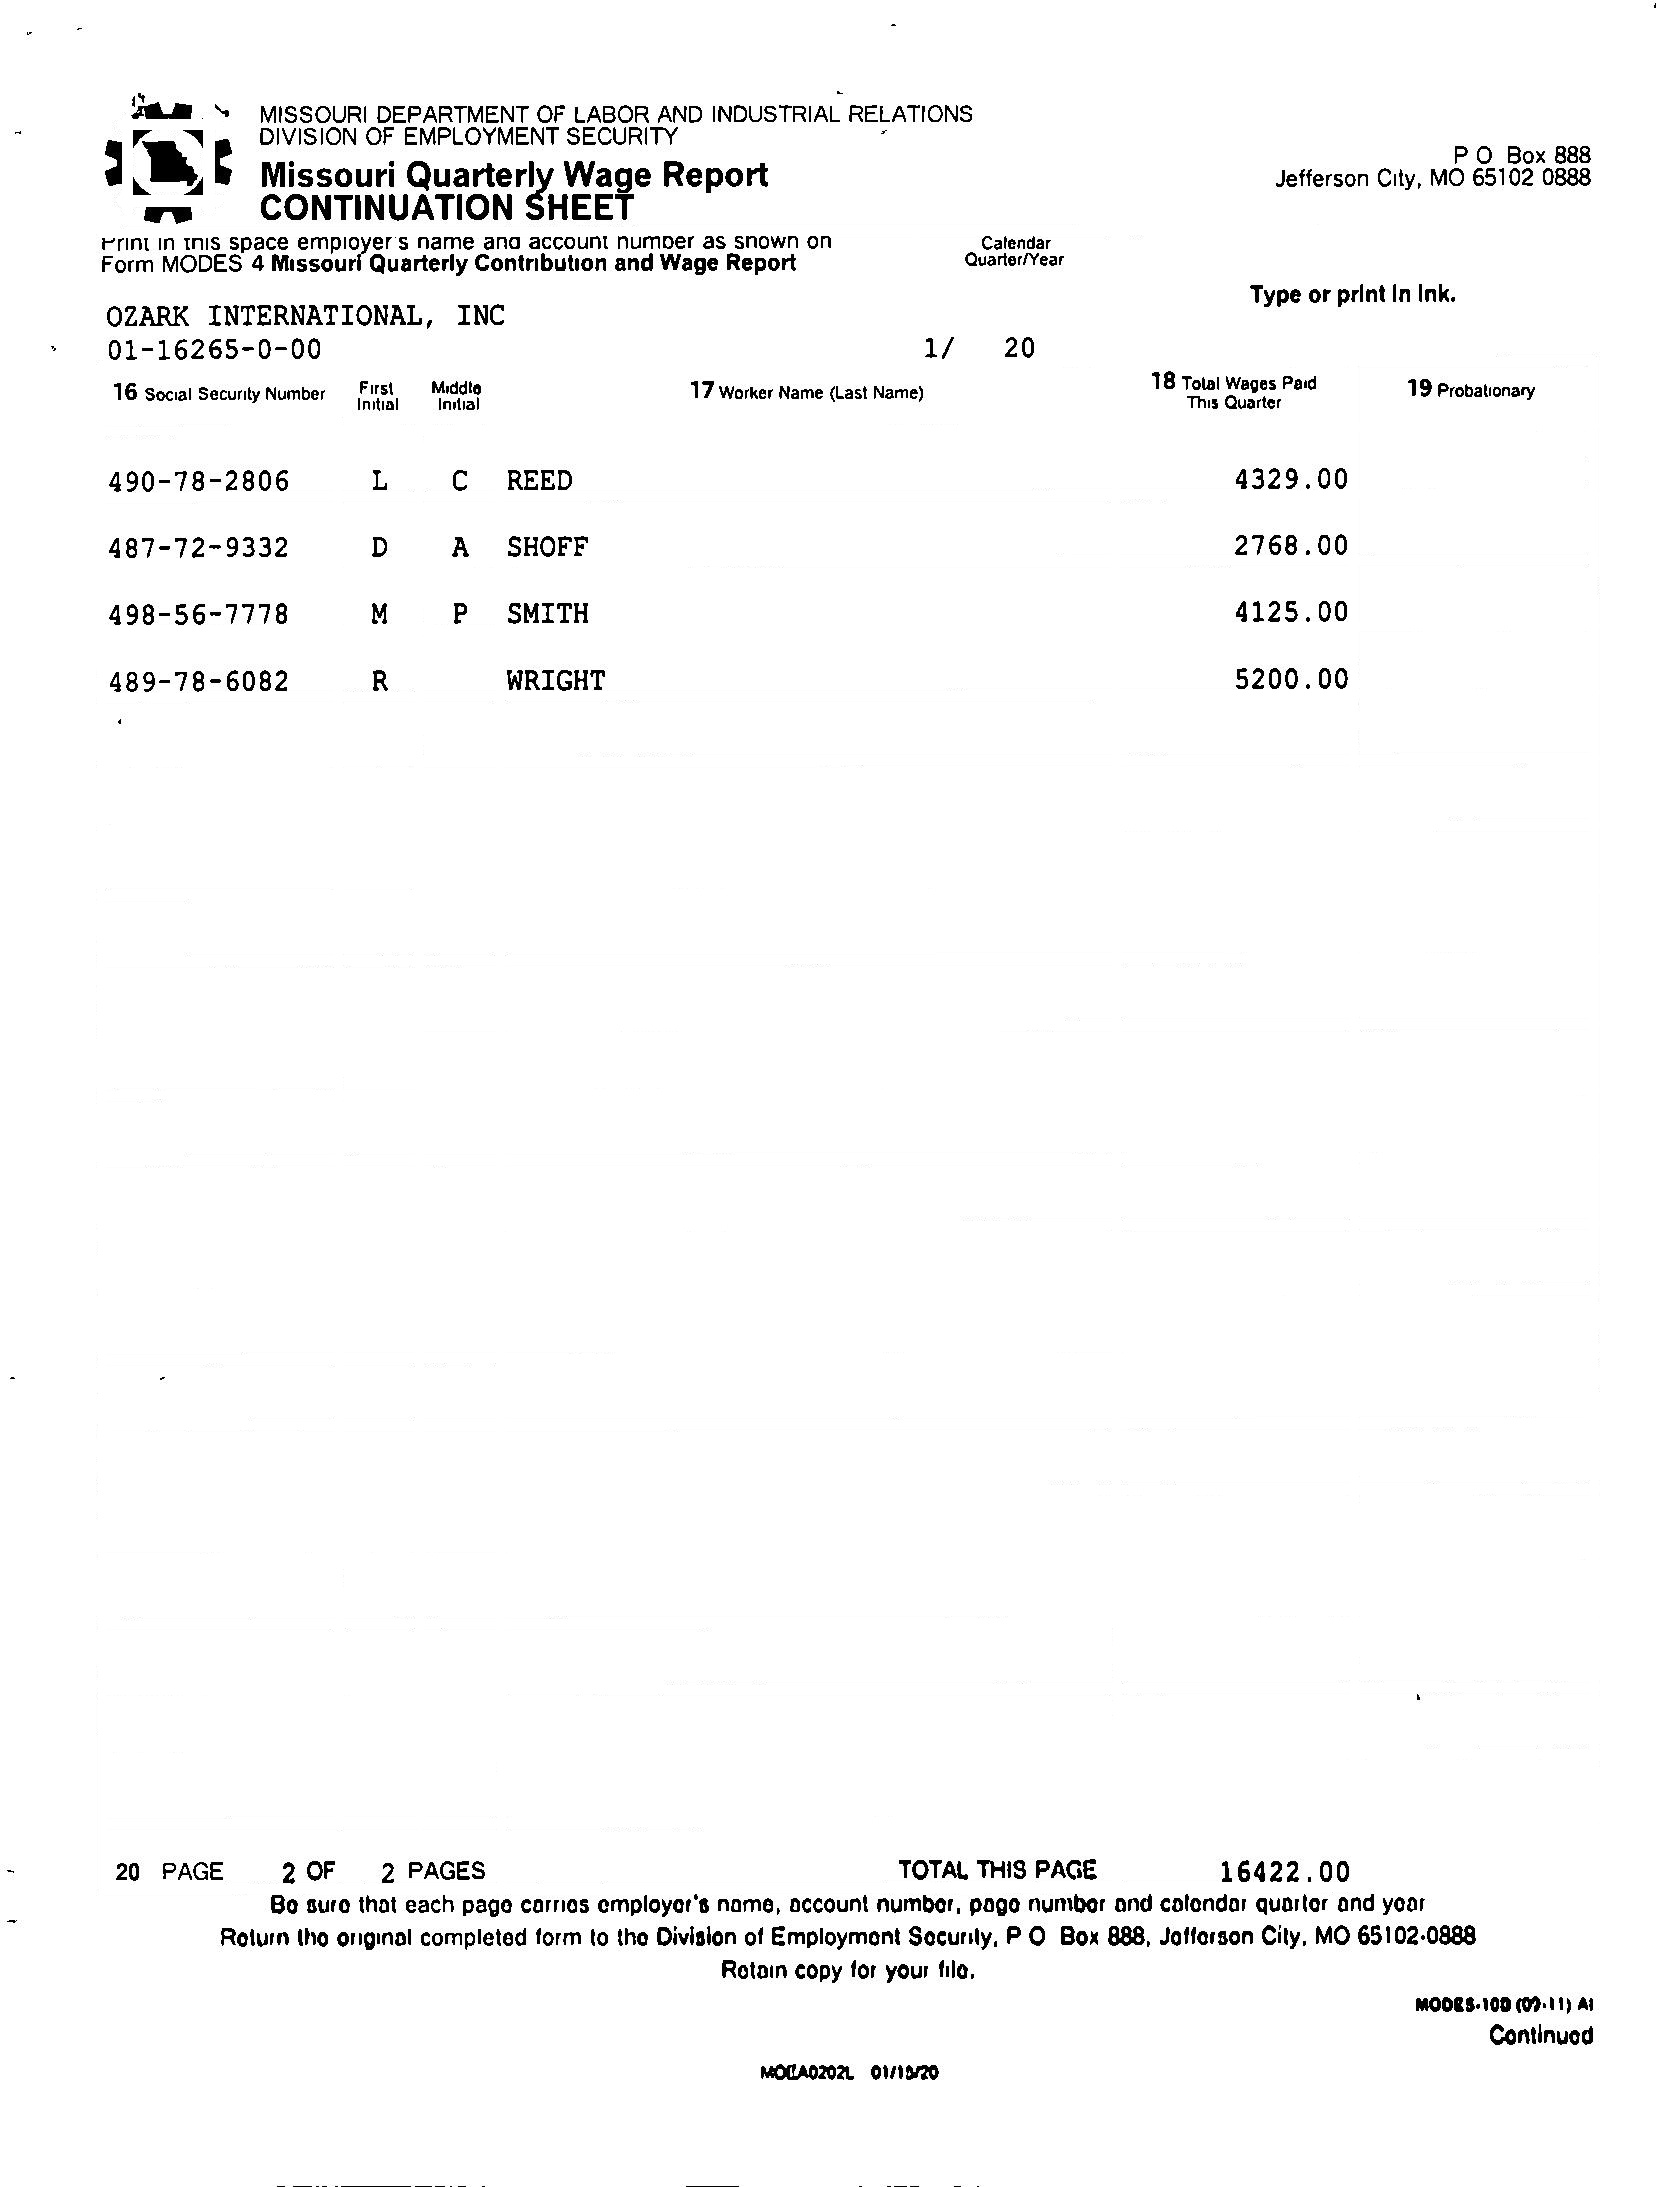 MISSOURI DEPARTMENT OF LABOR AND INDUSTRIAL RELATIONS
DIVISION OF EMPLOYMENT SECURITY
Missouri Quarterly Wage Report
CONTINUATION SHEET
P O Box 888
Jefferson City, MO 65102 0888
Print in this space employer's name and account number as shown on
Form MODES 4 Missouri Quarterly Contribution and Wage Report
Calendar
Quarter/Year
Type or print in ink.
OZARK INTERNATIONAL, INC
01-16265-0-00 1/ 20
16 Social Security Number First Initial Middle Initial 17 Worker Name (Last Name) 18 Total Wages Paid This Quarter 19 Probationary
490-78-2806 L C REED 4329.00
487-72-9332 D A SHOFF 2768.00
498-56-7778 M P SMITH 4125.00
489-78-6082 R WRIGHT 5200.00
20 PAGE 2 OF 2 PAGES TOTAL THIS PAGE 16422.00
Be sure that each page carries employer's name, account number, page number and calendar quarter and year
Return the original completed form to the Division of Employment Security, P O Box 888, Jefferson City, MO 65102-0888
Retain copy for your file.
MODES-10B (09-11) AI
Continued
01/15/20